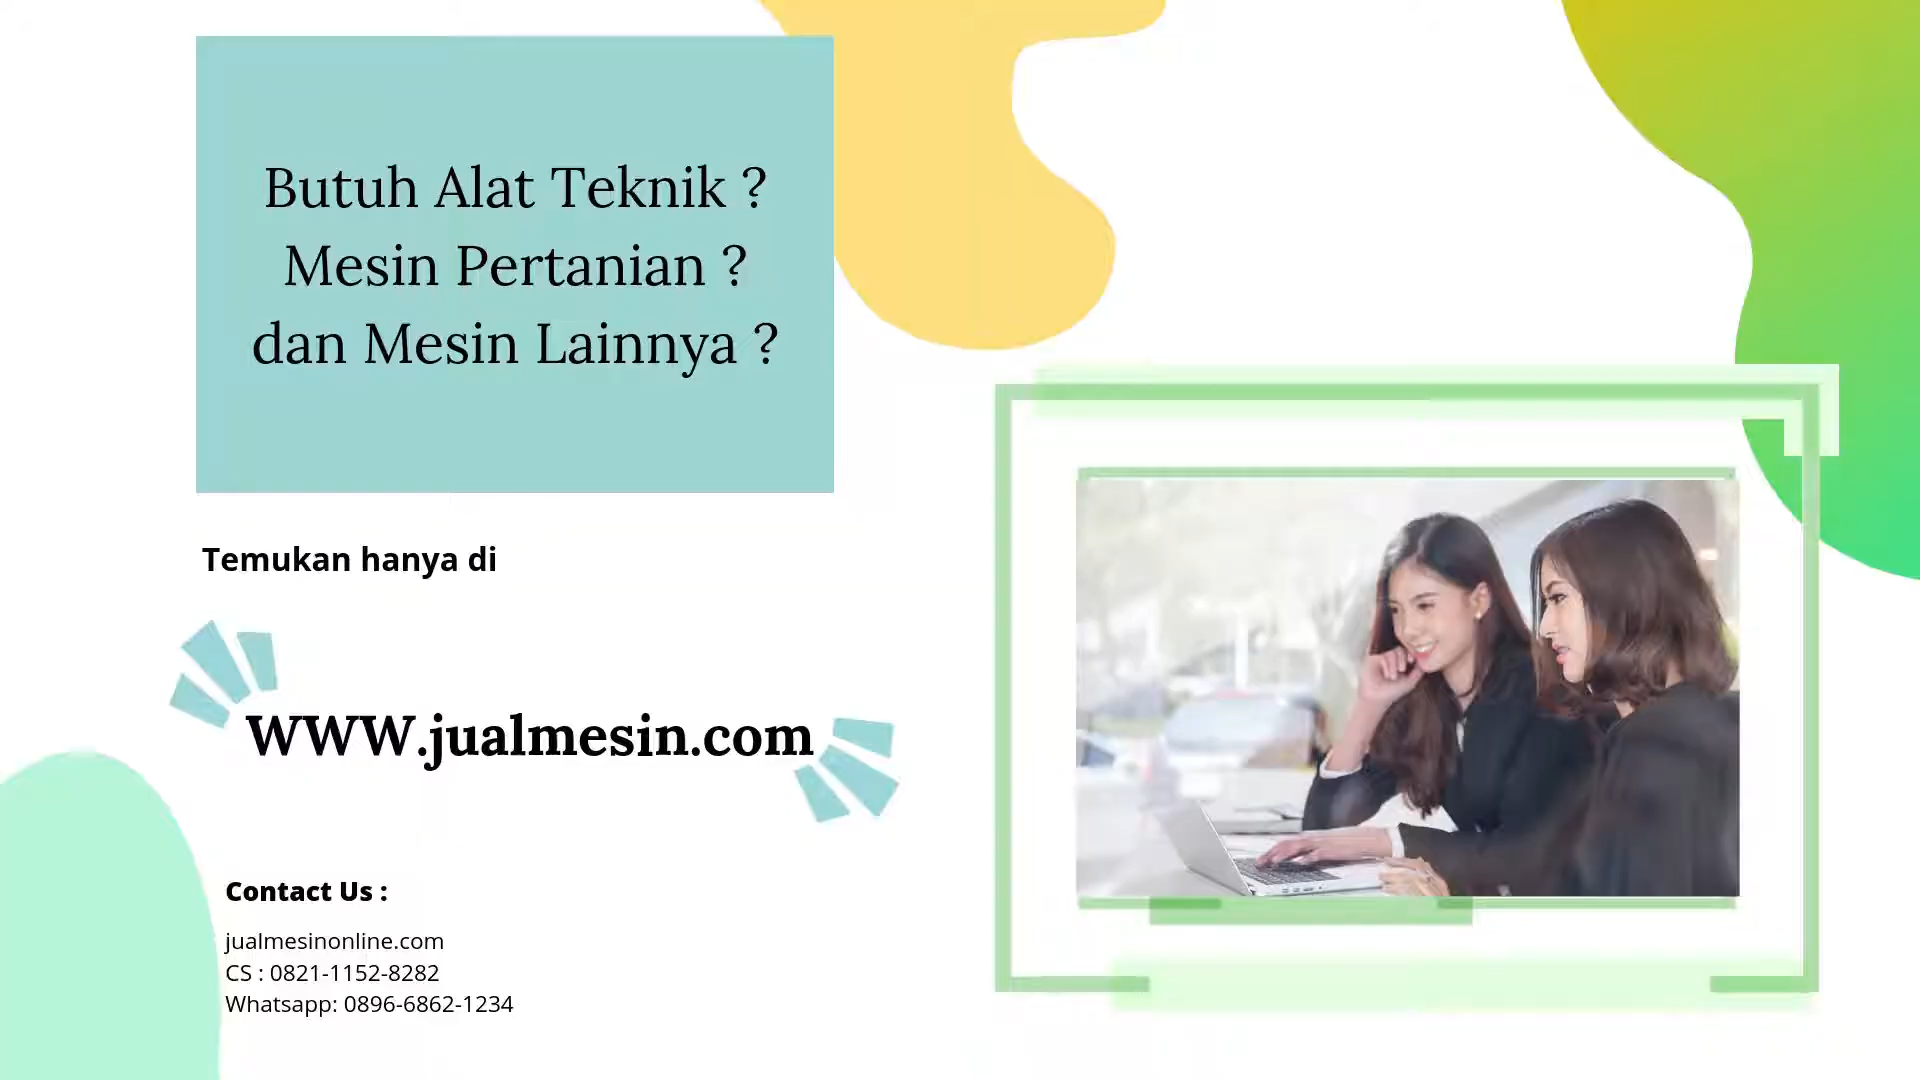 Butuh Alat Teknik ?
Mesin Pertanian ?
dan Mesin Lainnya ?
Temukan hanya di
WWW.jualmesin.com
Contact Us :
jualmesinonline.com
CS : 0821-1152-8282
Whatsapp: 0896-6862-1234